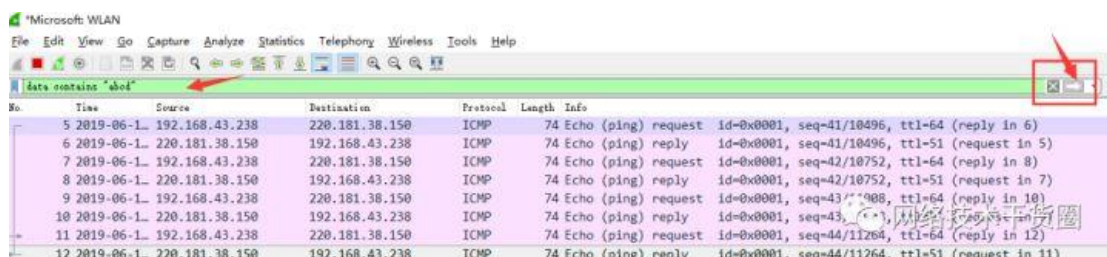 *Microsoft: WLAN
File Edit View Go Capture Analyze Statistics Telephony Wireless Tools Help
data contains "abcd"
No. Time Source Destination Protocol Length Info
5 2019-06-1… 192.168.43.238 220.181.38.150 ICMP 74 Echo (ping) request id=0x0001, seq=41/10496, ttl=64 (reply in 6)
6 2019-06-1… 220.181.38.150 192.168.43.238 ICMP 74 Echo (ping) reply id=0x0001, seq=41/10496, ttl=51 (request in 5)
7 2019-06-1… 192.168.43.238 220.181.38.150 ICMP 74 Echo (ping) request id=0x0001, seq=42/10752, ttl=64 (reply in 8)
8 2019-06-1… 220.181.38.150 192.168.43.238 ICMP 74 Echo (ping) reply id=0x0001, seq=42/10752, ttl=51 (request in 7)
9 2019-06-1… 192.168.43.238 220.181.38.150 ICMP 74 Echo (ping) request id=0x0001, ttl=64 (reply in 10)
10 2019-06-1… 220.181.38.150 192.168.43.238 ICMP 74 Echo (ping) reply id=0x0001,
11 2019-06-1… 192.168.43.238 220.181.38.150 ICMP 74 Echo (ping) request id=0x0001, seq=44/11264, ttl=64 (reply in 12)
12 2019-06-1… 220.181.38.150 192.168.43.238 ICMP 74 Echo (ping) reply id=0x0001, seq=44/11264, ttl=51 (request in 11)
网络技术干货圈